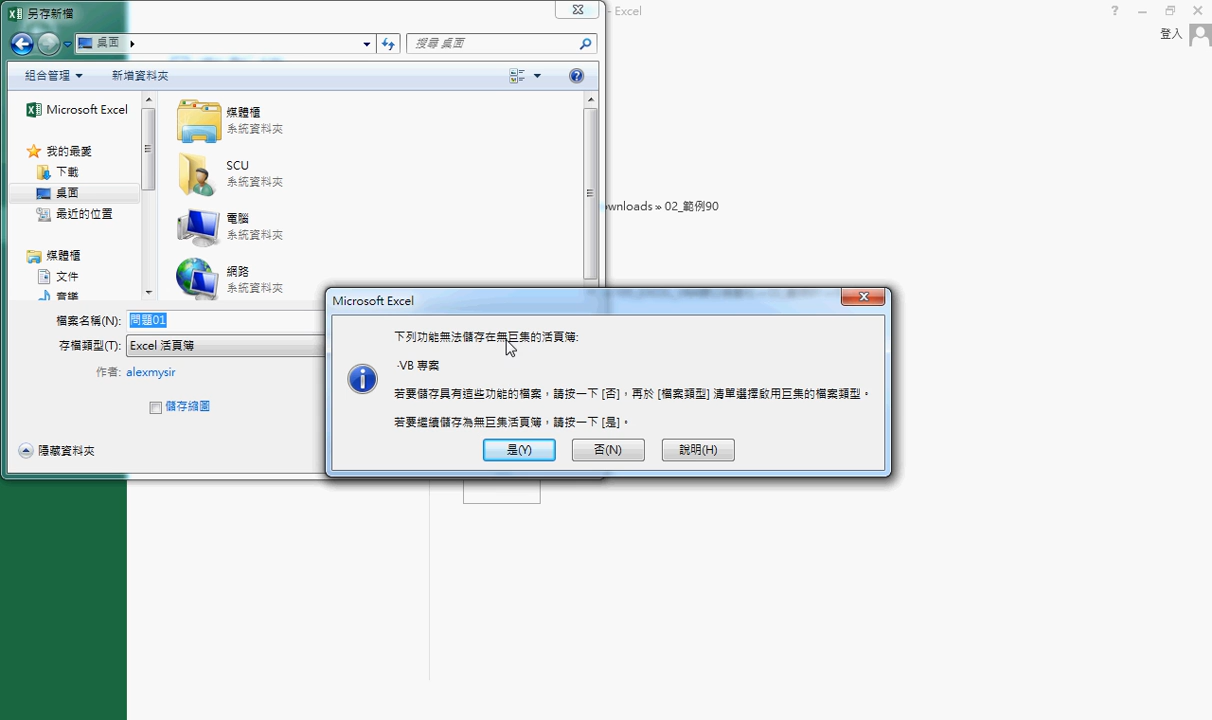 另存新檔
- Excel
登入
桌面
搜尋 桌面
組合管理
新增資料夾
Microsoft Excel
我的最愛
下載
桌面
最近的位置
媒體櫃
文件
音樂
媒體櫃
系統資料夾
SCU
系統資料夾
電腦
系統資料夾
網路
系統資料夾
ownloads » 02_範例90
檔案名稱(N): 問題01
存檔類型(T): Excel 活頁簿
作者: alexmysir
儲存縮圖
隱藏資料夾
Microsoft Excel
下列功能無法儲存在無巨集的活頁簿:
·VB 專案
若要儲存具有這些功能的檔案，請按一下 [否]，再於 [檔案類型] 清單選擇啟用巨集的檔案類型。
若要繼續儲存為無巨集活頁簿，請按一下 [是]。
是(Y)
否(N)
說明(H)